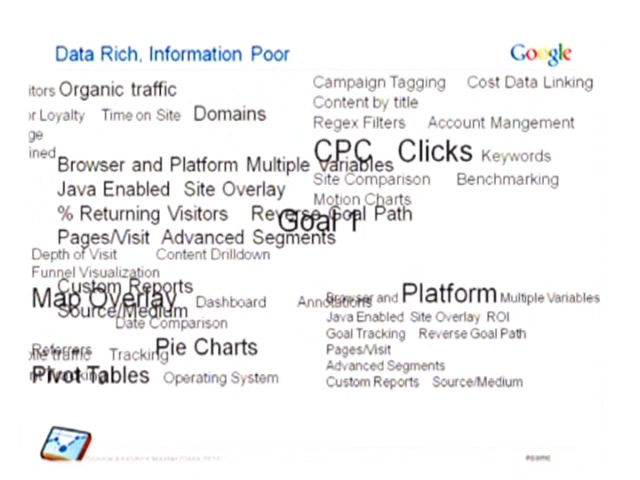 Data Rich, Information Poor
Google
itors Organic traffic
r Loyalty Time on Site Domains
ge
ined
Campaign Tagging Cost Data Linking
Content by title
Regex Filters Account Mangement
CPC Clicks Keywords
Browser and Platform Multiple Variables
Site Comparison Benchmarking
Java Enabled Site Overlay
Motion Charts
% Returning Visitors Reverse Goal Path
Goal 1
Pages/Visit Advanced Segments
Depth of Visit Content Drilldown
Funnel Visualization
Custom Reports
Map Overlay Dashboard Annotations
Source/Medium
Date Comparison
Browser and Platform Multiple Variables
Java Enabled Site Overlay ROI
Goal Tracking Reverse Goal Path
Pages/Visit
Advanced Segments
Custom Reports Source/Medium
Referrers Pie Charts
traffic Tracking
Pivot Tables Operating System